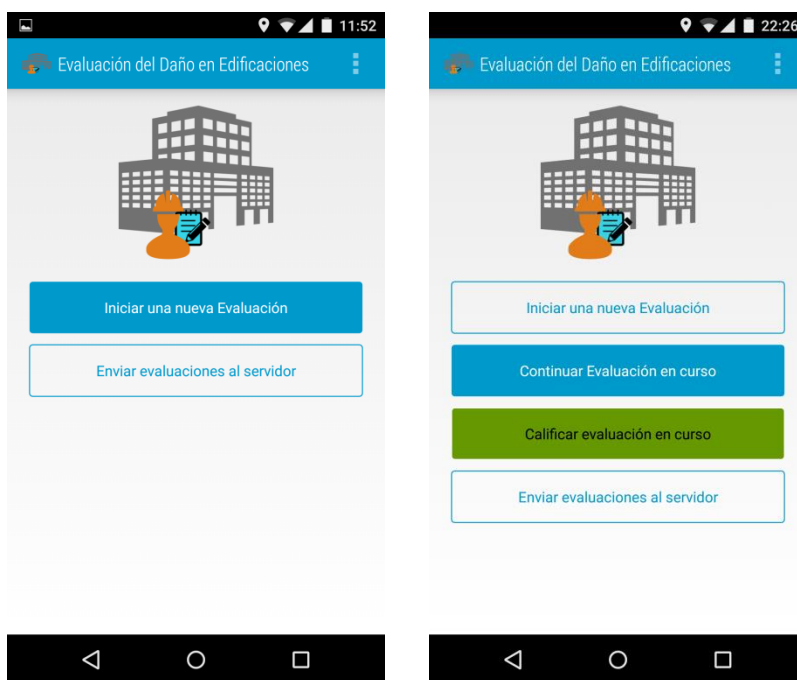 11:52
Evaluación del Daño en Edificaciones
Iniciar una nueva Evaluación
Enviar evaluaciones al servidor
22:26
Evaluación del Daño en Edificaciones
Iniciar una nueva Evaluación
Continuar Evaluación en curso
Calificar evaluación en curso
Enviar evaluaciones al servidor